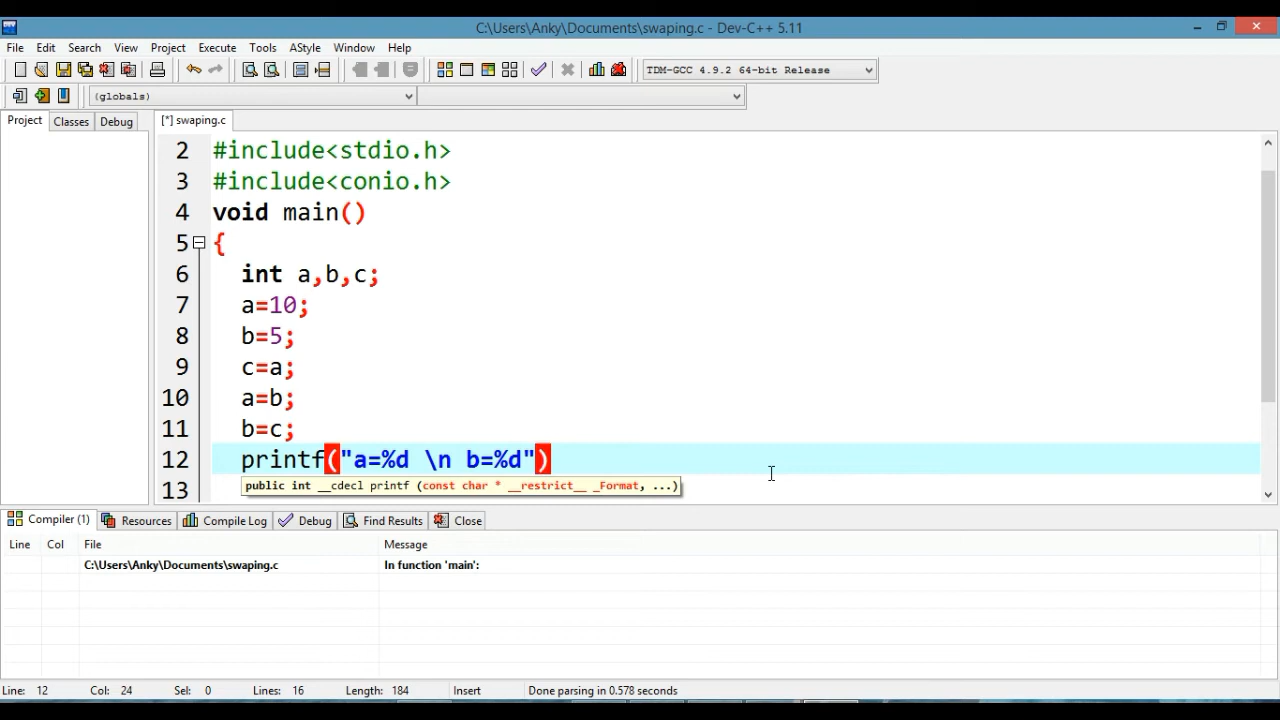 C:\Users\Anky\Documents\swaping.c - Dev-C++ 5.11
File Edit Search View Project Execute Tools AStyle Window Help
TDM-GCC 4.9.2 64-bit Release
(globals)
Project Classes Debug [*] swaping.c
2 #include<stdio.h>
3 #include<conio.h>
4 void main()
5 {
6 int a,b,c;
7 a=10;
8 b=5;
9 c=a;
10 a=b;
11 b=c;
12 printf("a=%d \n b=%d")
public int __cdecl printf (const char * __restrict__ _Format, ...)
13
Compiler (1) Resources Compile Log Debug Find Results Close
Line Col File Message
C:\Users\Anky\Documents\swaping.c In function 'main':
Line: 12 Col: 24 Sel: 0 Lines: 16 Length: 184 Insert Done parsing in 0.578 seconds